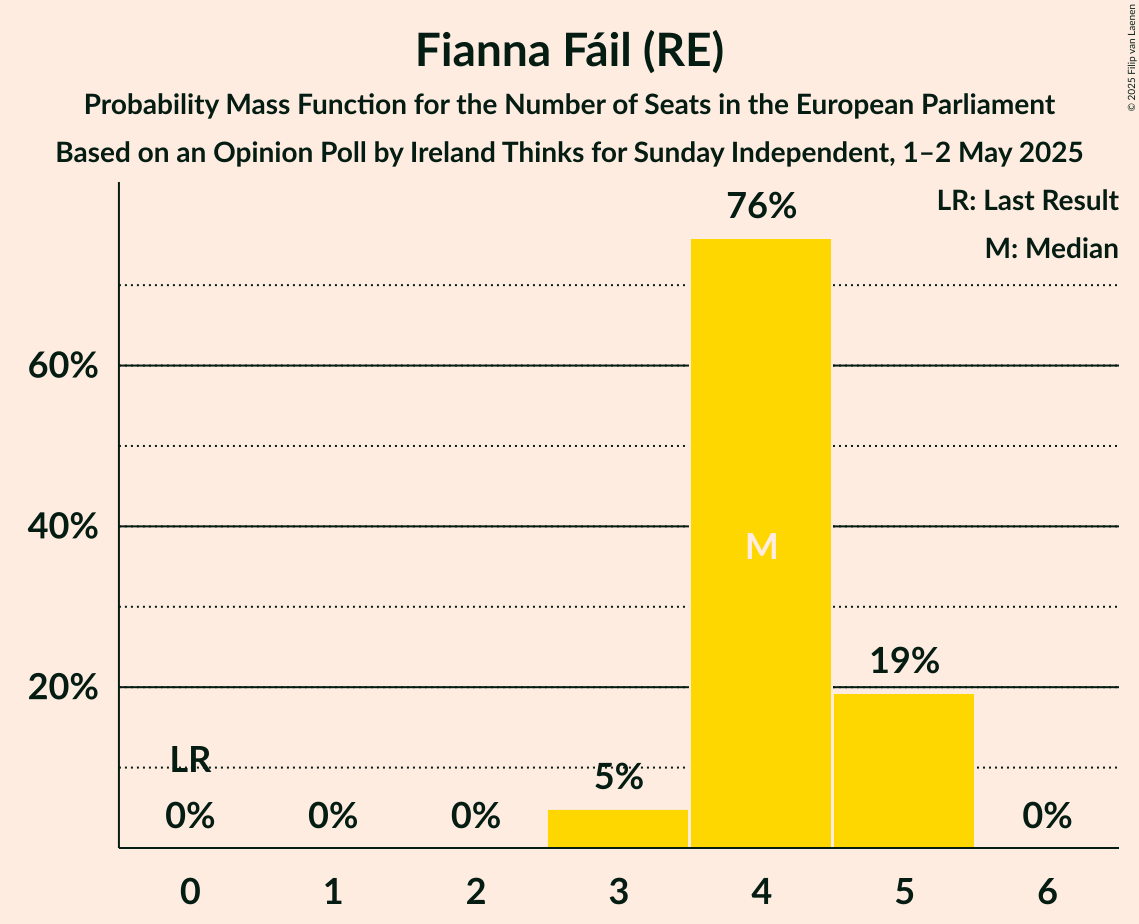 Fianna Fáil (RE)
Probability Mass Function for the Number of Seats in the European Parliament
Based on an Opinion Poll by Ireland Thinks for Sunday Independent, 1–2 May 2025
© 2025 Filip van Laenen
LR: Last Result
M: Median
76%
60%
40%
M
19%
20%
LR
5%
0%
0%
0%
0%
0
1
2
3
4
5
6